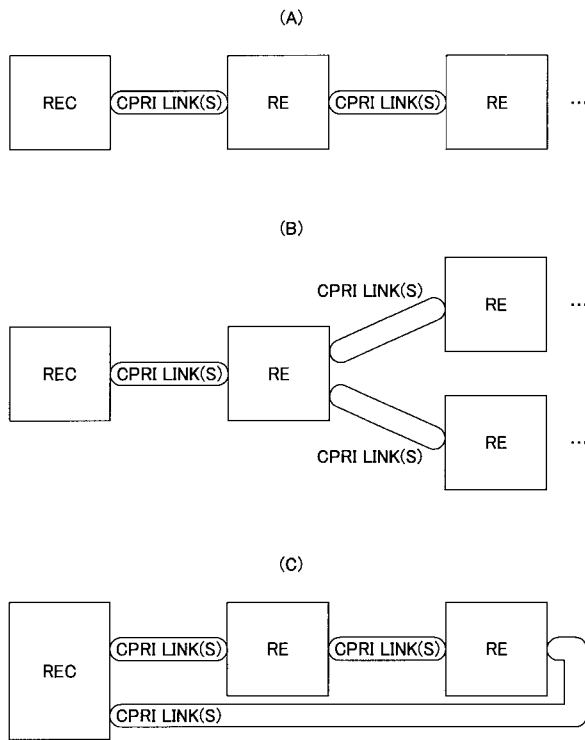 (A)
REC CPRI LINK(S) RE CPRI LINK(S) RE ...
(B)
CPRI LINK(S) RE ...
REC CPRI LINK(S) RE
CPRI LINK(S) RE ...
(C)
REC CPRI LINK(S) RE CPRI LINK(S) RE
CPRI LINK(S)